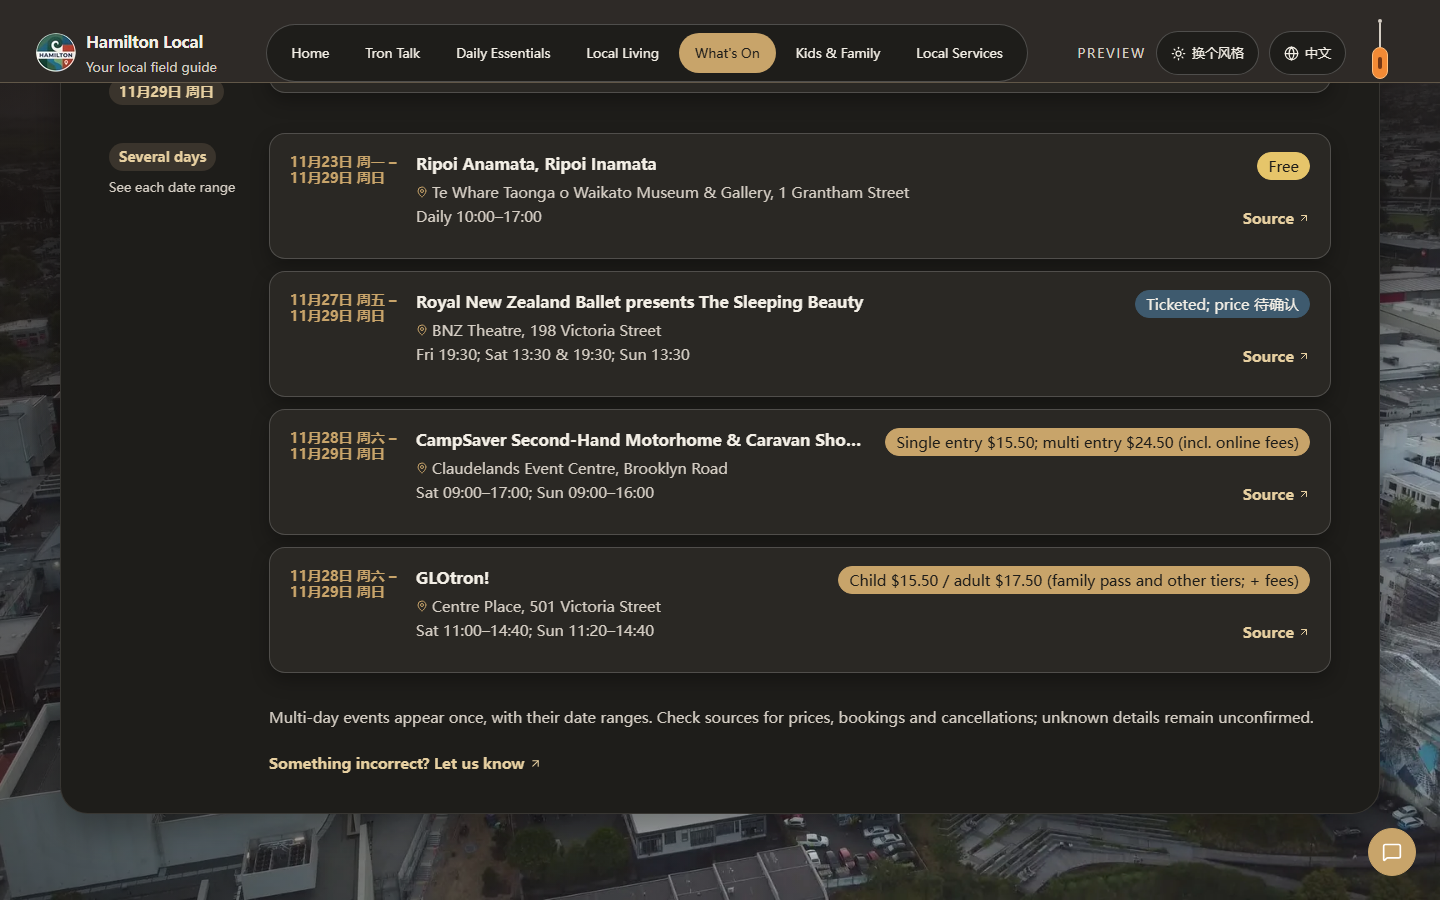 Hamilton Local
Your local field guide
HAMILTON
Home
Tron Talk
Daily Essentials
Local Living
What's On
Kids & Family
Local Services
PREVIEW
换个风格
中文
11月29日 周日
Several days
See each date range
11月23日 周一 –
11月29日 周日
Ripoi Anamata, Ripoi Inamata
Te Whare Taonga o Waikato Museum & Gallery, 1 Grantham Street
Daily 10:00–17:00
Free
Source
11月27日 周五 –
11月29日 周日
Royal New Zealand Ballet presents The Sleeping Beauty
BNZ Theatre, 198 Victoria Street
Fri 19:30; Sat 13:30 & 19:30; Sun 13:30
Ticketed; price 待确认
Source
11月28日 周六 –
11月29日 周日
CampSaver Second-Hand Motorhome & Caravan Sho...
Claudelands Event Centre, Brooklyn Road
Sat 09:00–17:00; Sun 09:00–16:00
Single entry $15.50; multi entry $24.50 (incl. online fees)
Source
11月28日 周六 –
11月29日 周日
GLOtron!
Centre Place, 501 Victoria Street
Sat 11:00–14:40; Sun 11:20–14:40
Child $15.50 / adult $17.50 (family pass and other tiers; + fees)
Source
Multi-day events appear once, with their date ranges. Check sources for prices, bookings and cancellations; unknown details remain unconfirmed.
Something incorrect? Let us know